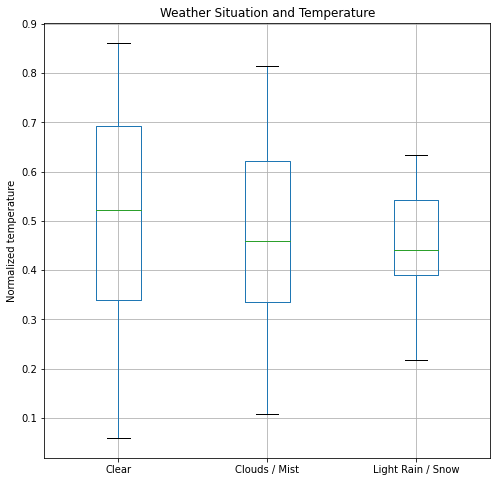 Weather Situation and Temperature
0.9
0.8
0.7
0.6
0.5
0.4
0.3
0.2
0.1
Normalized temperature
Clear
Clouds / Mist
Light Rain / Snow